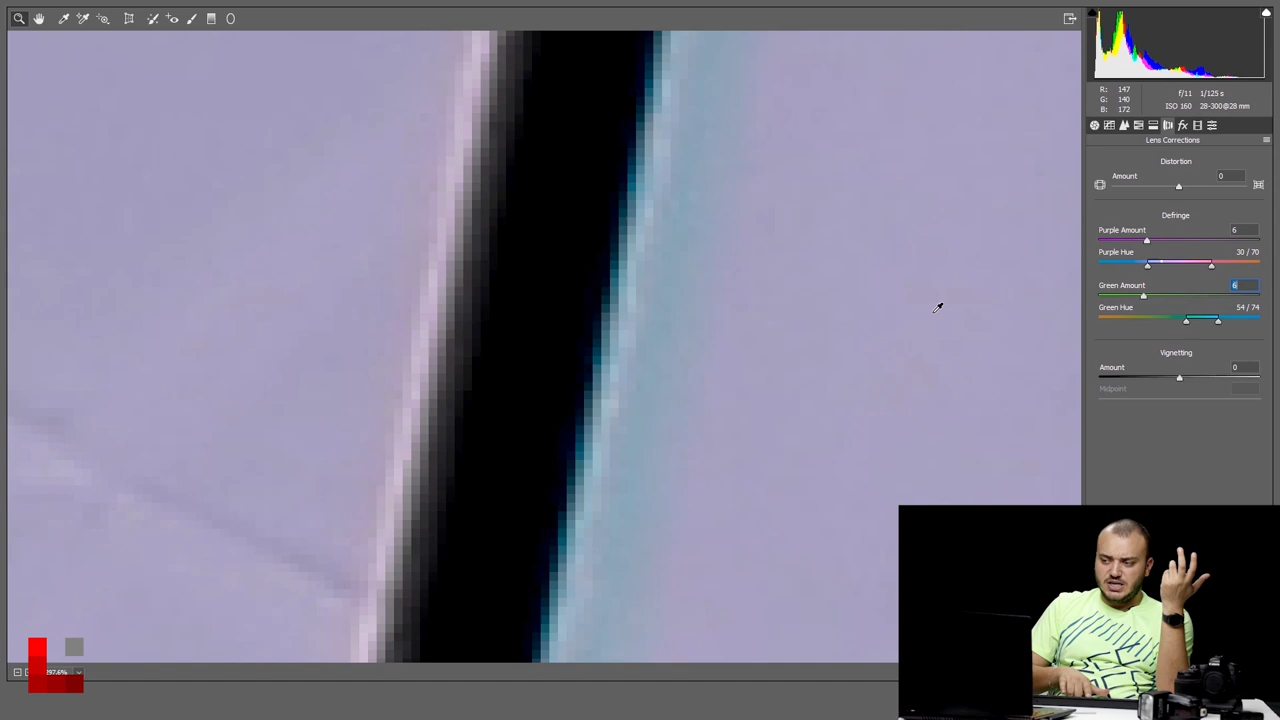 R: 147
G: 140
B: 172
f/11 1/125 s
ISO 160 28-300@28 mm
fx
Lens Corrections
Distortion
Amount 0
Defringe
Purple Amount 6
Purple Hue 30 / 70
Green Amount 6
Green Hue 54 / 74
Vignetting
Amount 0
Midpoint